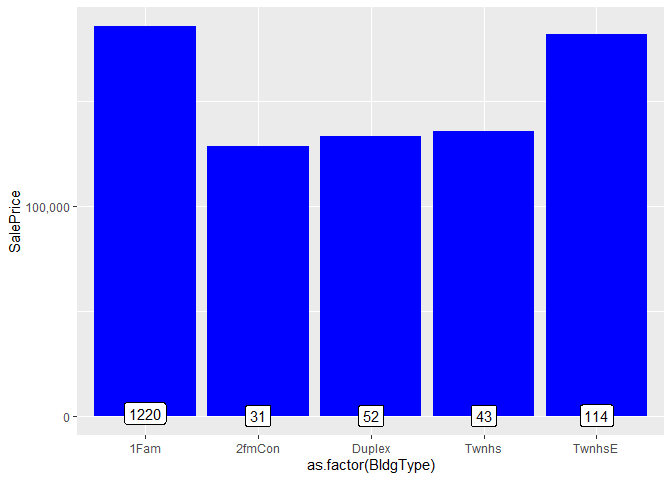 SalePrice
100,000
0
1220
31
52
43
114
1Fam
2fmCon
Duplex
Twnhs
TwnhsE
as.factor(BldgType)